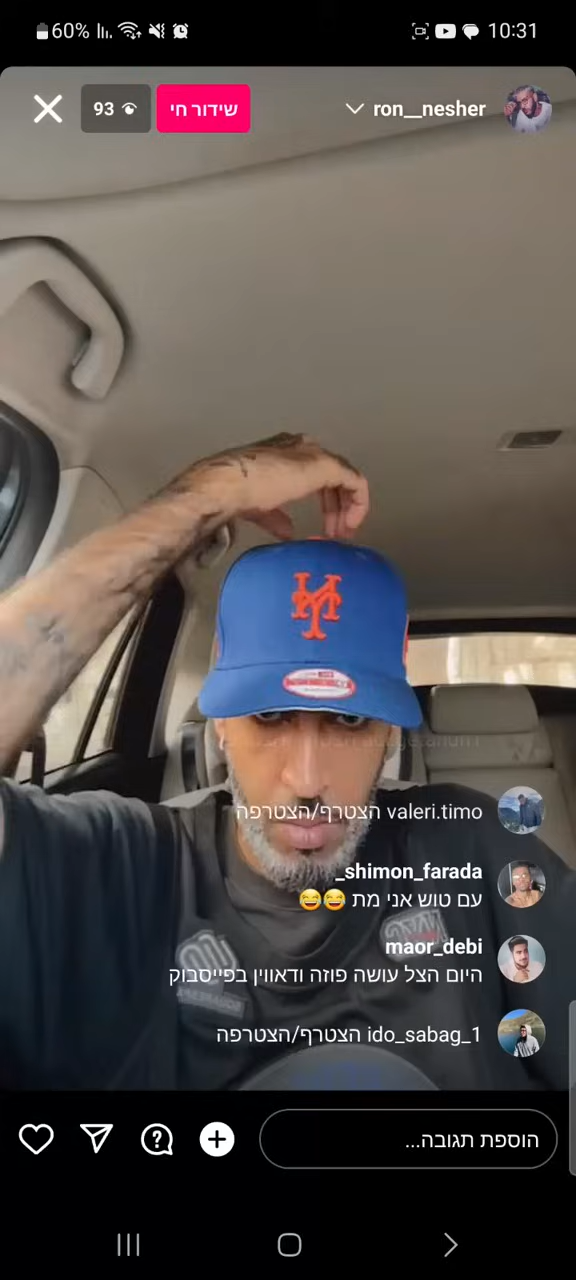 60% 10:31
93 שידור חי ron__nesher
valeri.timo הצטרף/הצטרפה
_shimon_farada
עם טוש אני מת 😂😂
maor_debi
היום הצל עושה פוזה ודאווין בפייסבוק
ido_sabag_1 הצטרף/הצטרפה
הוספת תגובה...